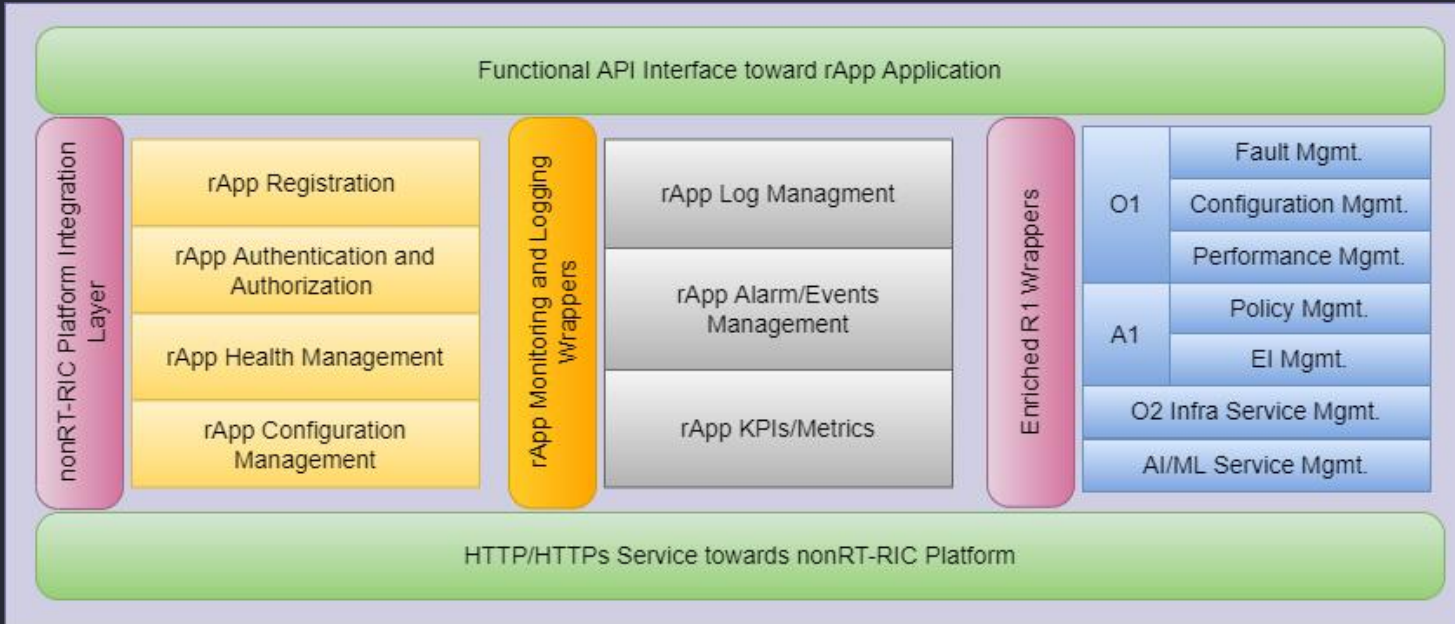 Functional API Interface toward rApp Application
nonRT-RIC Platform Integration
Layer
rApp Registration
rApp Authentication and
Authorization
rApp Health Management
rApp Configuration
Management
rApp Monitoring and Logging
Wrappers
rApp Log Managment
rApp Alarm/Events
Management
rApp KPIs/Metrics
Enriched R1 Wrappers
O1
Fault Mgmt.
Configuration Mgmt.
Performance Mgmt.
A1
Policy Mgmt.
EI Mgmt.
O2 Infra Service Mgmt.
AI/ML Service Mgmt.
HTTP/HTTPs Service towards nonRT-RIC Platform